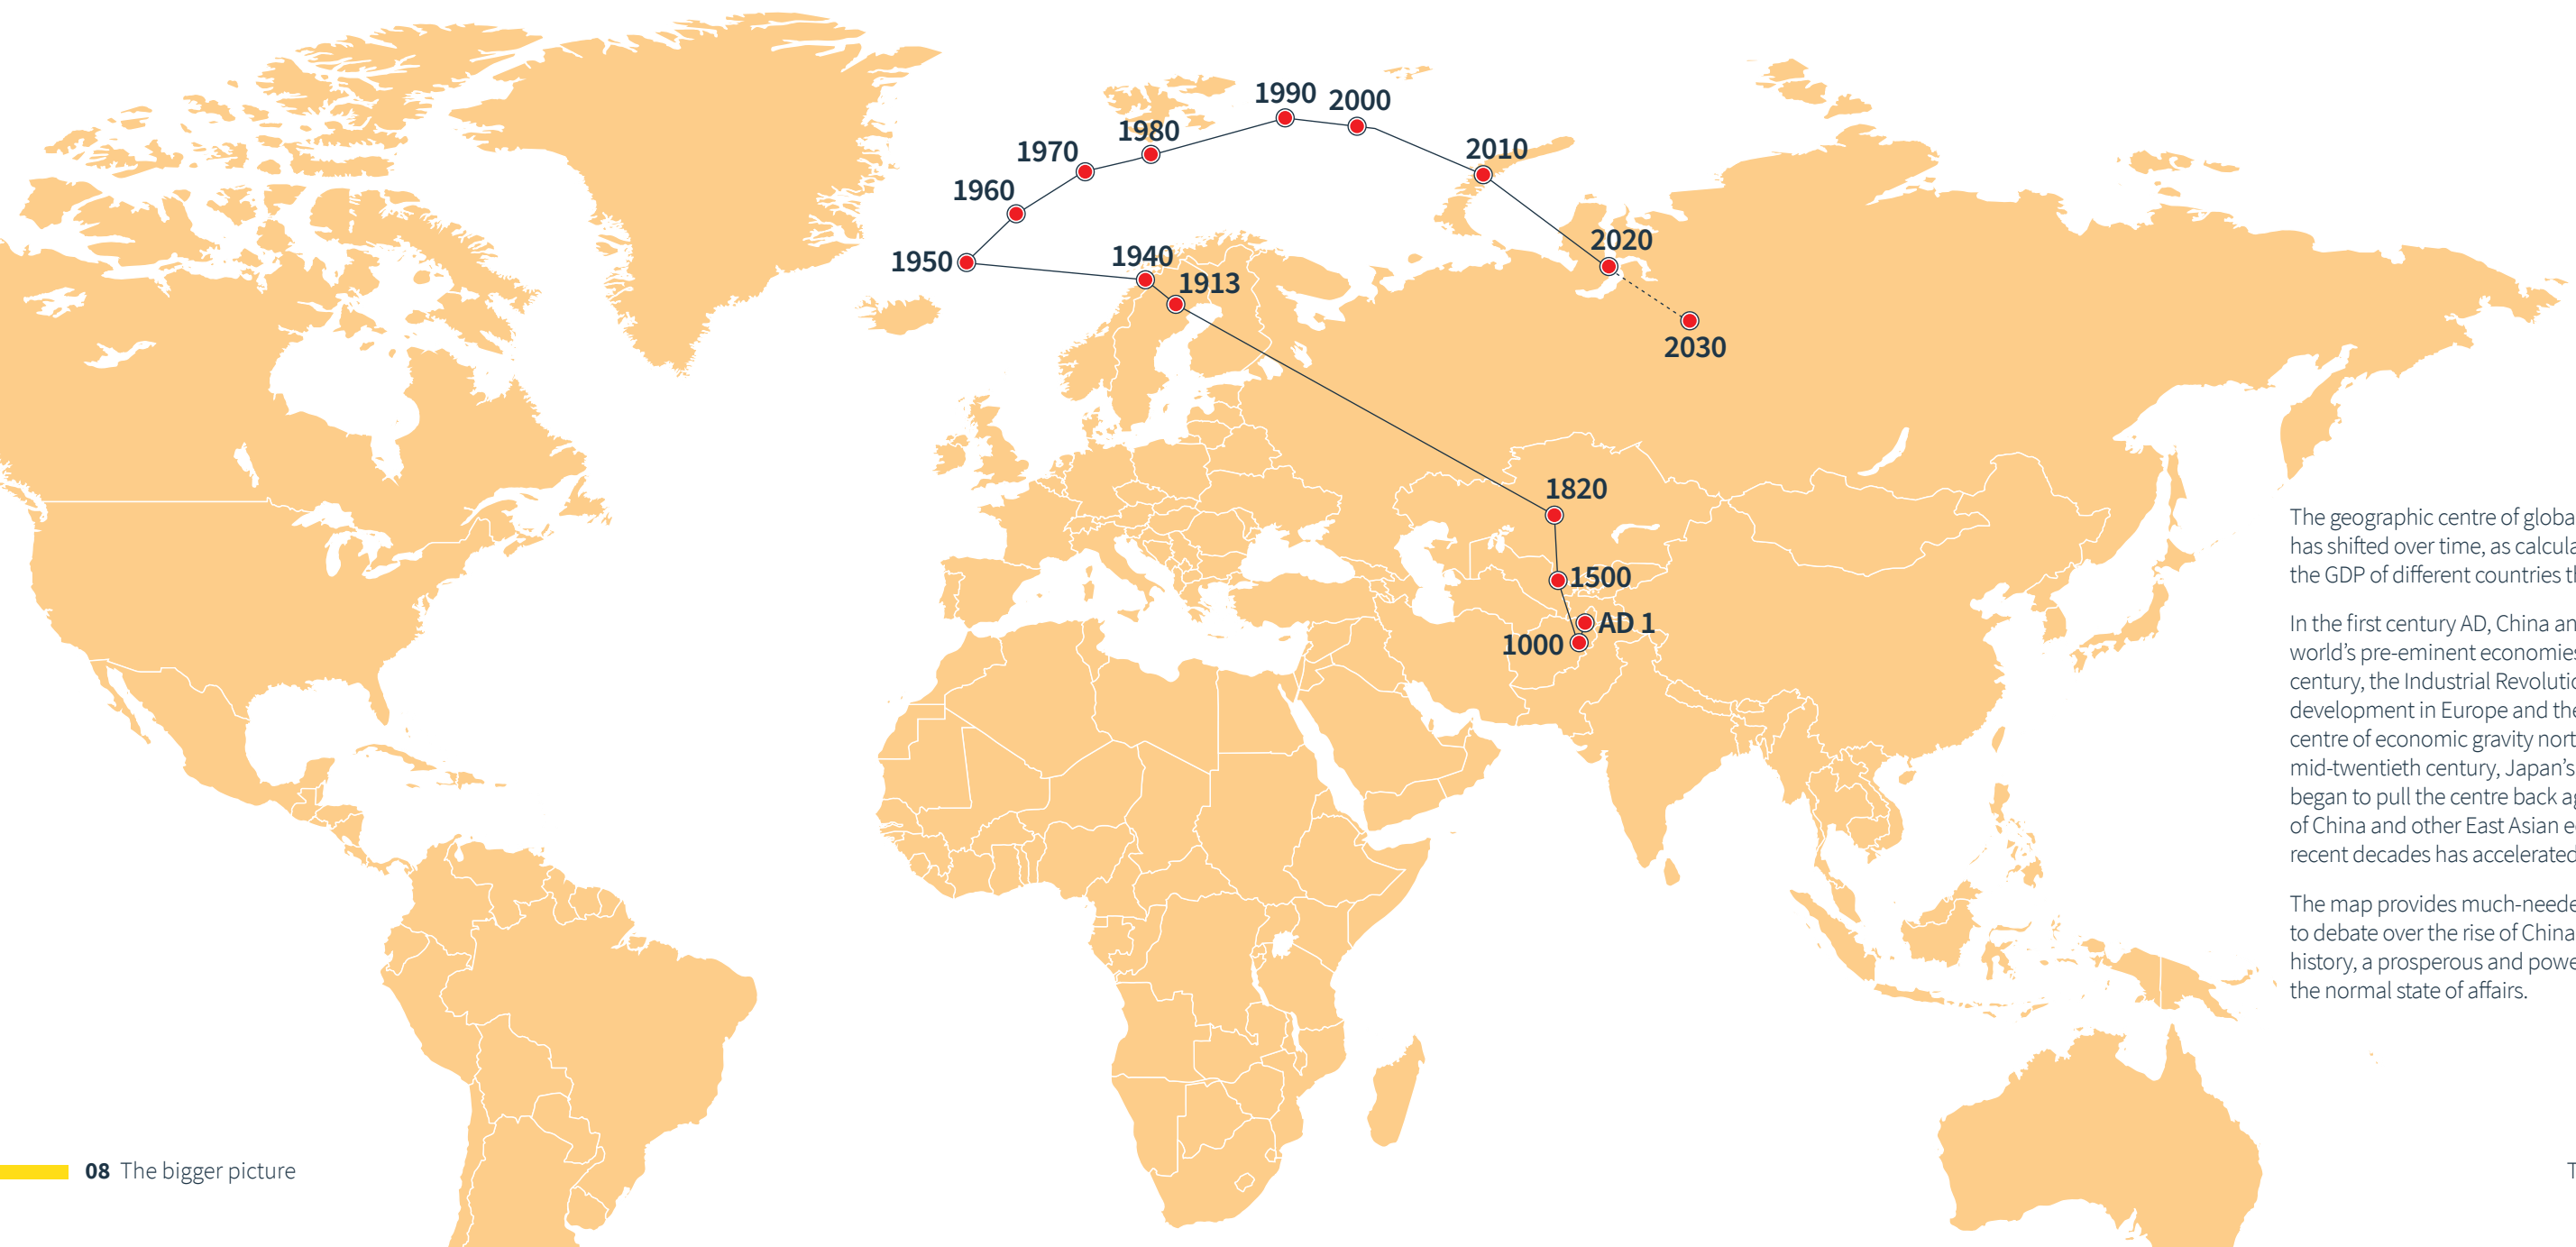 1990
2000
1980
1970
2010
1960
2020
1940
1950
1913
2030
1820
1500
AD 1
1000
The geographic centre of globa
has shifted over time, as calcula
the GDP of different countries th
In the first century AD, China an
world’s pre-eminent economies
century, the Industrial Revolutio
development in Europe and the
centre of economic gravity nort
mid-twentieth century, Japan’s
began to pull the centre back ag
of China and other East Asian e
recent decades has accelerated
The map provides much-neede
to debate over the rise of China
history, a prosperous and powe
the normal state of affairs.
08 The bigger picture
T